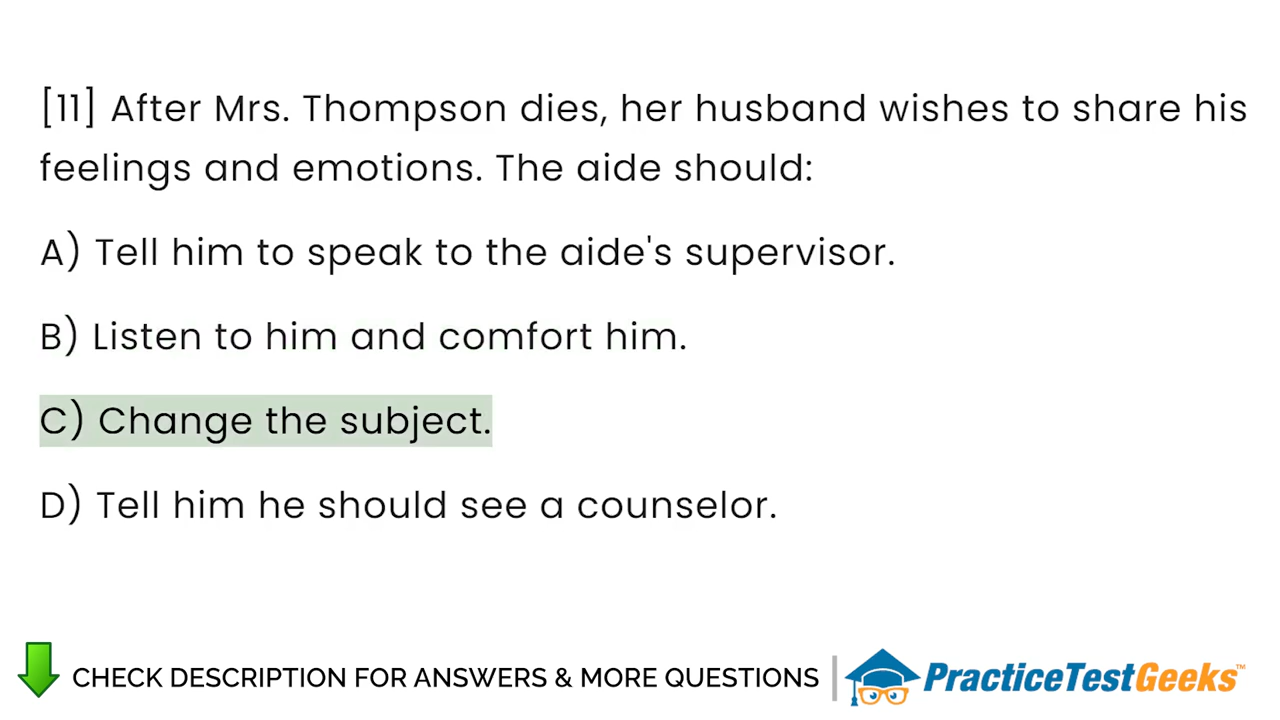 [11] After Mrs. Thompson dies, her husband wishes to share his
feelings and emotions. The aide should:
A) Tell him to speak to the aide's supervisor.
B) Listen to him and comfort him.
C) Change the subject.
D) Tell him he should see a counselor.
CHECK DESCRIPTION FOR ANSWERS & MORE QUESTIONS
PracticeTestGeeks™